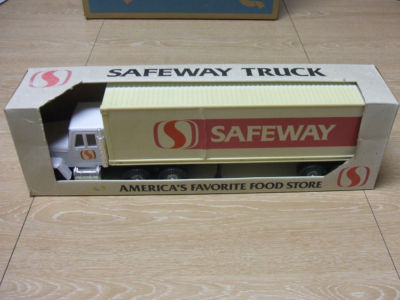 SAFEWAY TRUCK
SAFEWAY
AMERICA'S FAVORITE FOOD STORE